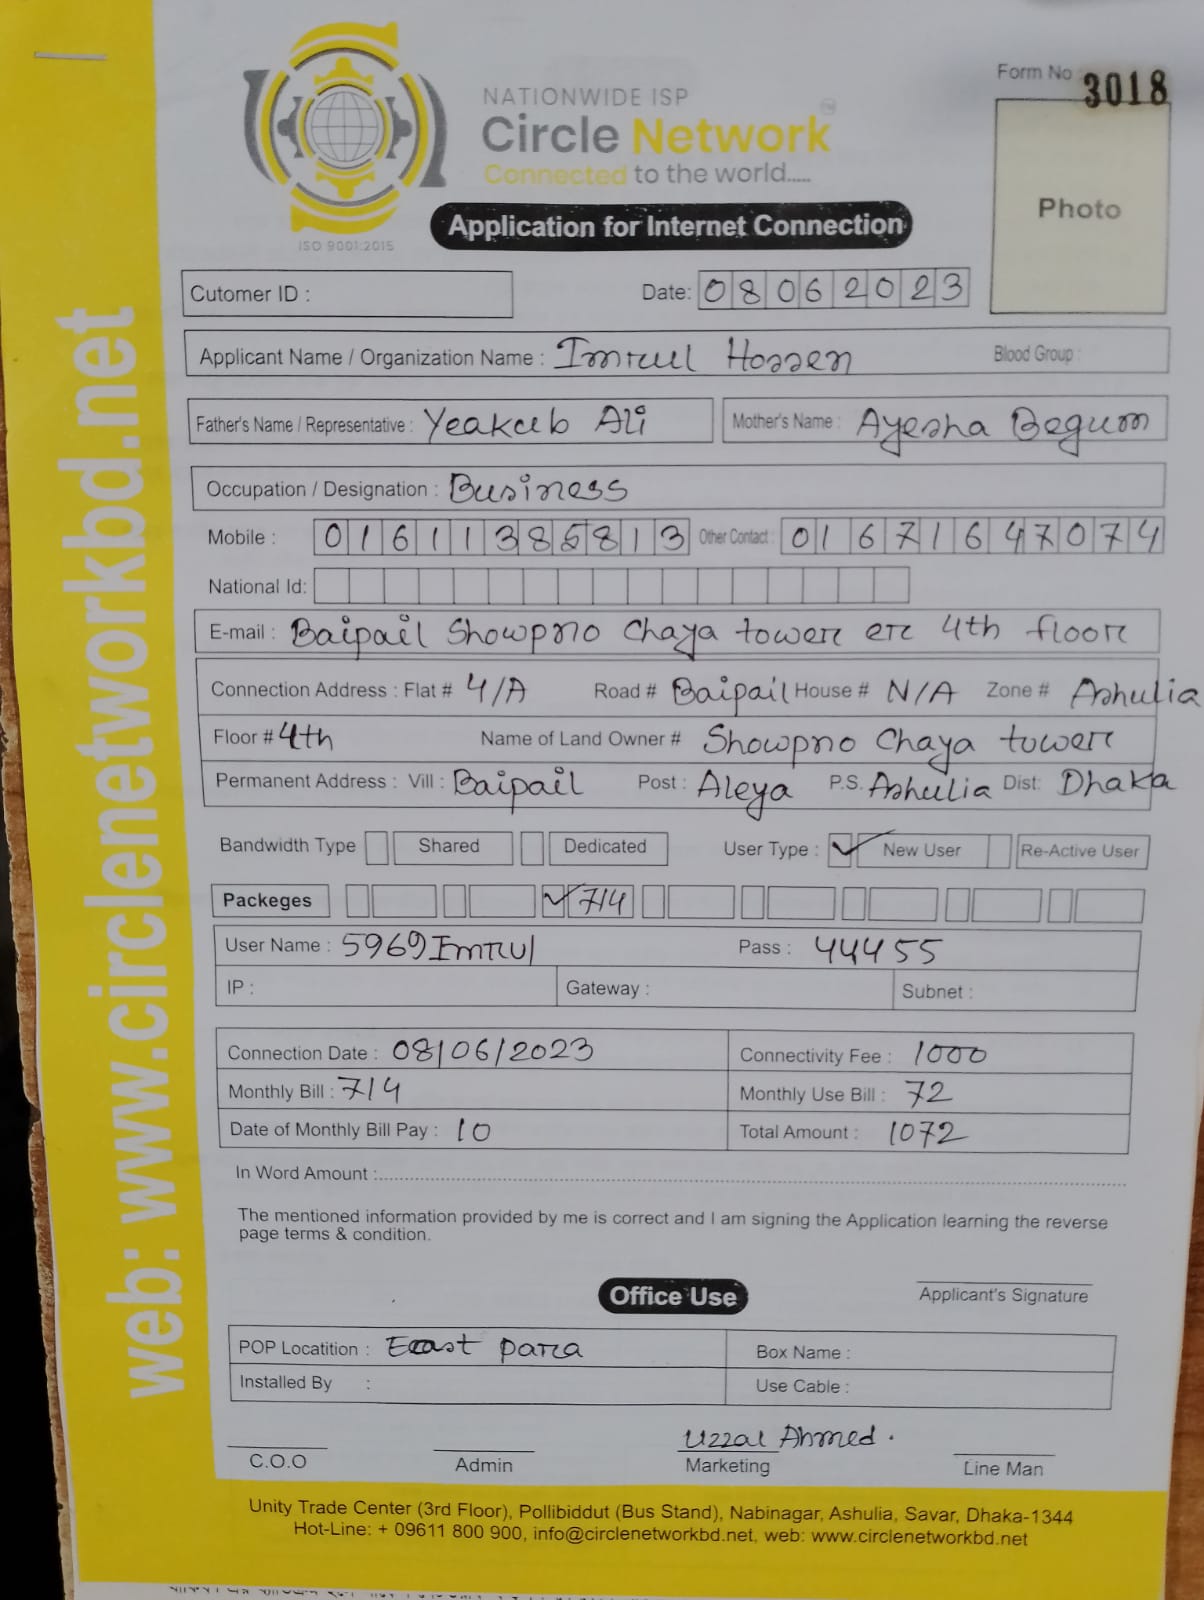 Form No 3018
NATIONWIDE ISP
Circle Network
Connected to the world.....
ISO 9001:2015
Photo
Application for Internet Connection
Cutomer ID :
Date: 08062023
Applicant Name / Organization Name : Imrul Hossen Blood Group :
Father's Name / Representative : Yeakub Ali Mother's Name : Ayesha Begum
Occupation / Designation : Business
Mobile : 01611385813 Other Contact : 01671647074
National Id:
E-mail : Baipail Showpno Chaya tower er 4th floor
Connection Address : Flat # 4/A Road # Baipail House # N/A Zone # Ashulia
Floor # 4th Name of Land Owner # Showpno Chaya tower
Permanent Address : Vill : Baipail Post : Aleya P.S. Ashulia Dist: Dhaka
Bandwidth Type Shared Dedicated User Type : New User Re-Active User
Packeges 714
User Name : 5969Imrul Pass : 44455
IP : Gateway : Subnet :
Connection Date : 08/06/2023 Connectivity Fee : 1000
Monthly Bill : 714 Monthly Use Bill : 72
Date of Monthly Bill Pay : 10 Total Amount : 1072
In Word Amount :
The mentioned information provided by me is correct and I am signing the Application learning the reverse
page terms & condition.
Office Use
Applicant's Signature
POP Locatition : East para Box Name :
Installed By : Use Cable :
Uzzal Ahmed.
C.O.O Admin Marketing Line Man
Unity Trade Center (3rd Floor), Pollibiddut (Bus Stand), Nabinagar, Ashulia, Savar, Dhaka-1344
Hot-Line: + 09611 800 900, info@circlenetworkbd.net, web: www.circlenetworkbd.net
web: www.circlenetworkbd.net